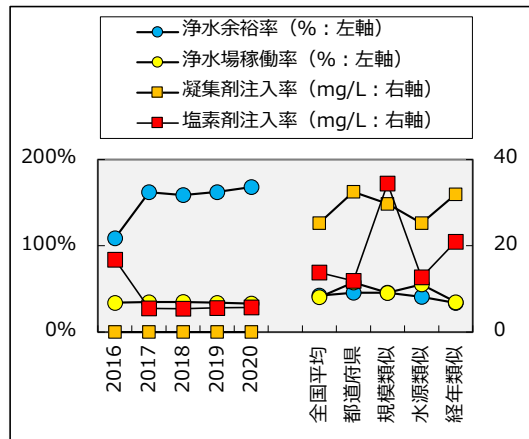 浄水余裕率（%：左軸）
浄水場稼働率（%：左軸）
凝集剤注入率（mg/L：右軸）
塩素剤注入率（mg/L：右軸）
200%
100%
0%
40
20
0
2016
2017
2018
2019
2020
全国平均
都道府県
規模類似
水源類似
経年類似